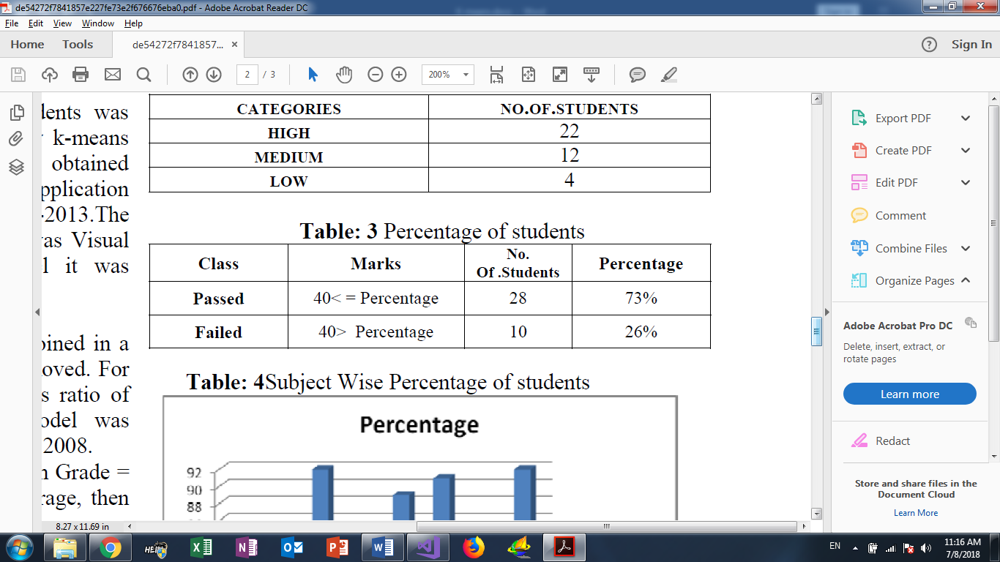 de54272f7841857e227fe73e2f676676eba0.pdf - Adobe Acrobat Reader DC
File Edit View Window Help
Home Tools de54272f7841857... × Sign In
2 / 3 200%
dents was
k-means
obtained
pplication
-2013.The
as Visual
l it was
bined in a
oved. For
s ratio of
odel was
2008.
n Grade =
rage, then
CATEGORIES NO.OF.STUDENTS
HIGH 22
MEDIUM 12
LOW 4
Table: 3 Percentage of students
Class Marks No. Of .Students Percentage
Passed 40< = Percentage 28 73%
Failed 40> Percentage 10 26%
Table: 4Subject Wise Percentage of students
Percentage
92
90
88
8.27 x 11.69 in
Export PDF
Create PDF
Edit PDF
Comment
Combine Files
Organize Pages
Adobe Acrobat Pro DC
Delete, insert, extract, or
rotate pages
Learn more
Redact
Store and share files in the
Document Cloud
Learn More
EN 11:16 AM
7/8/2018